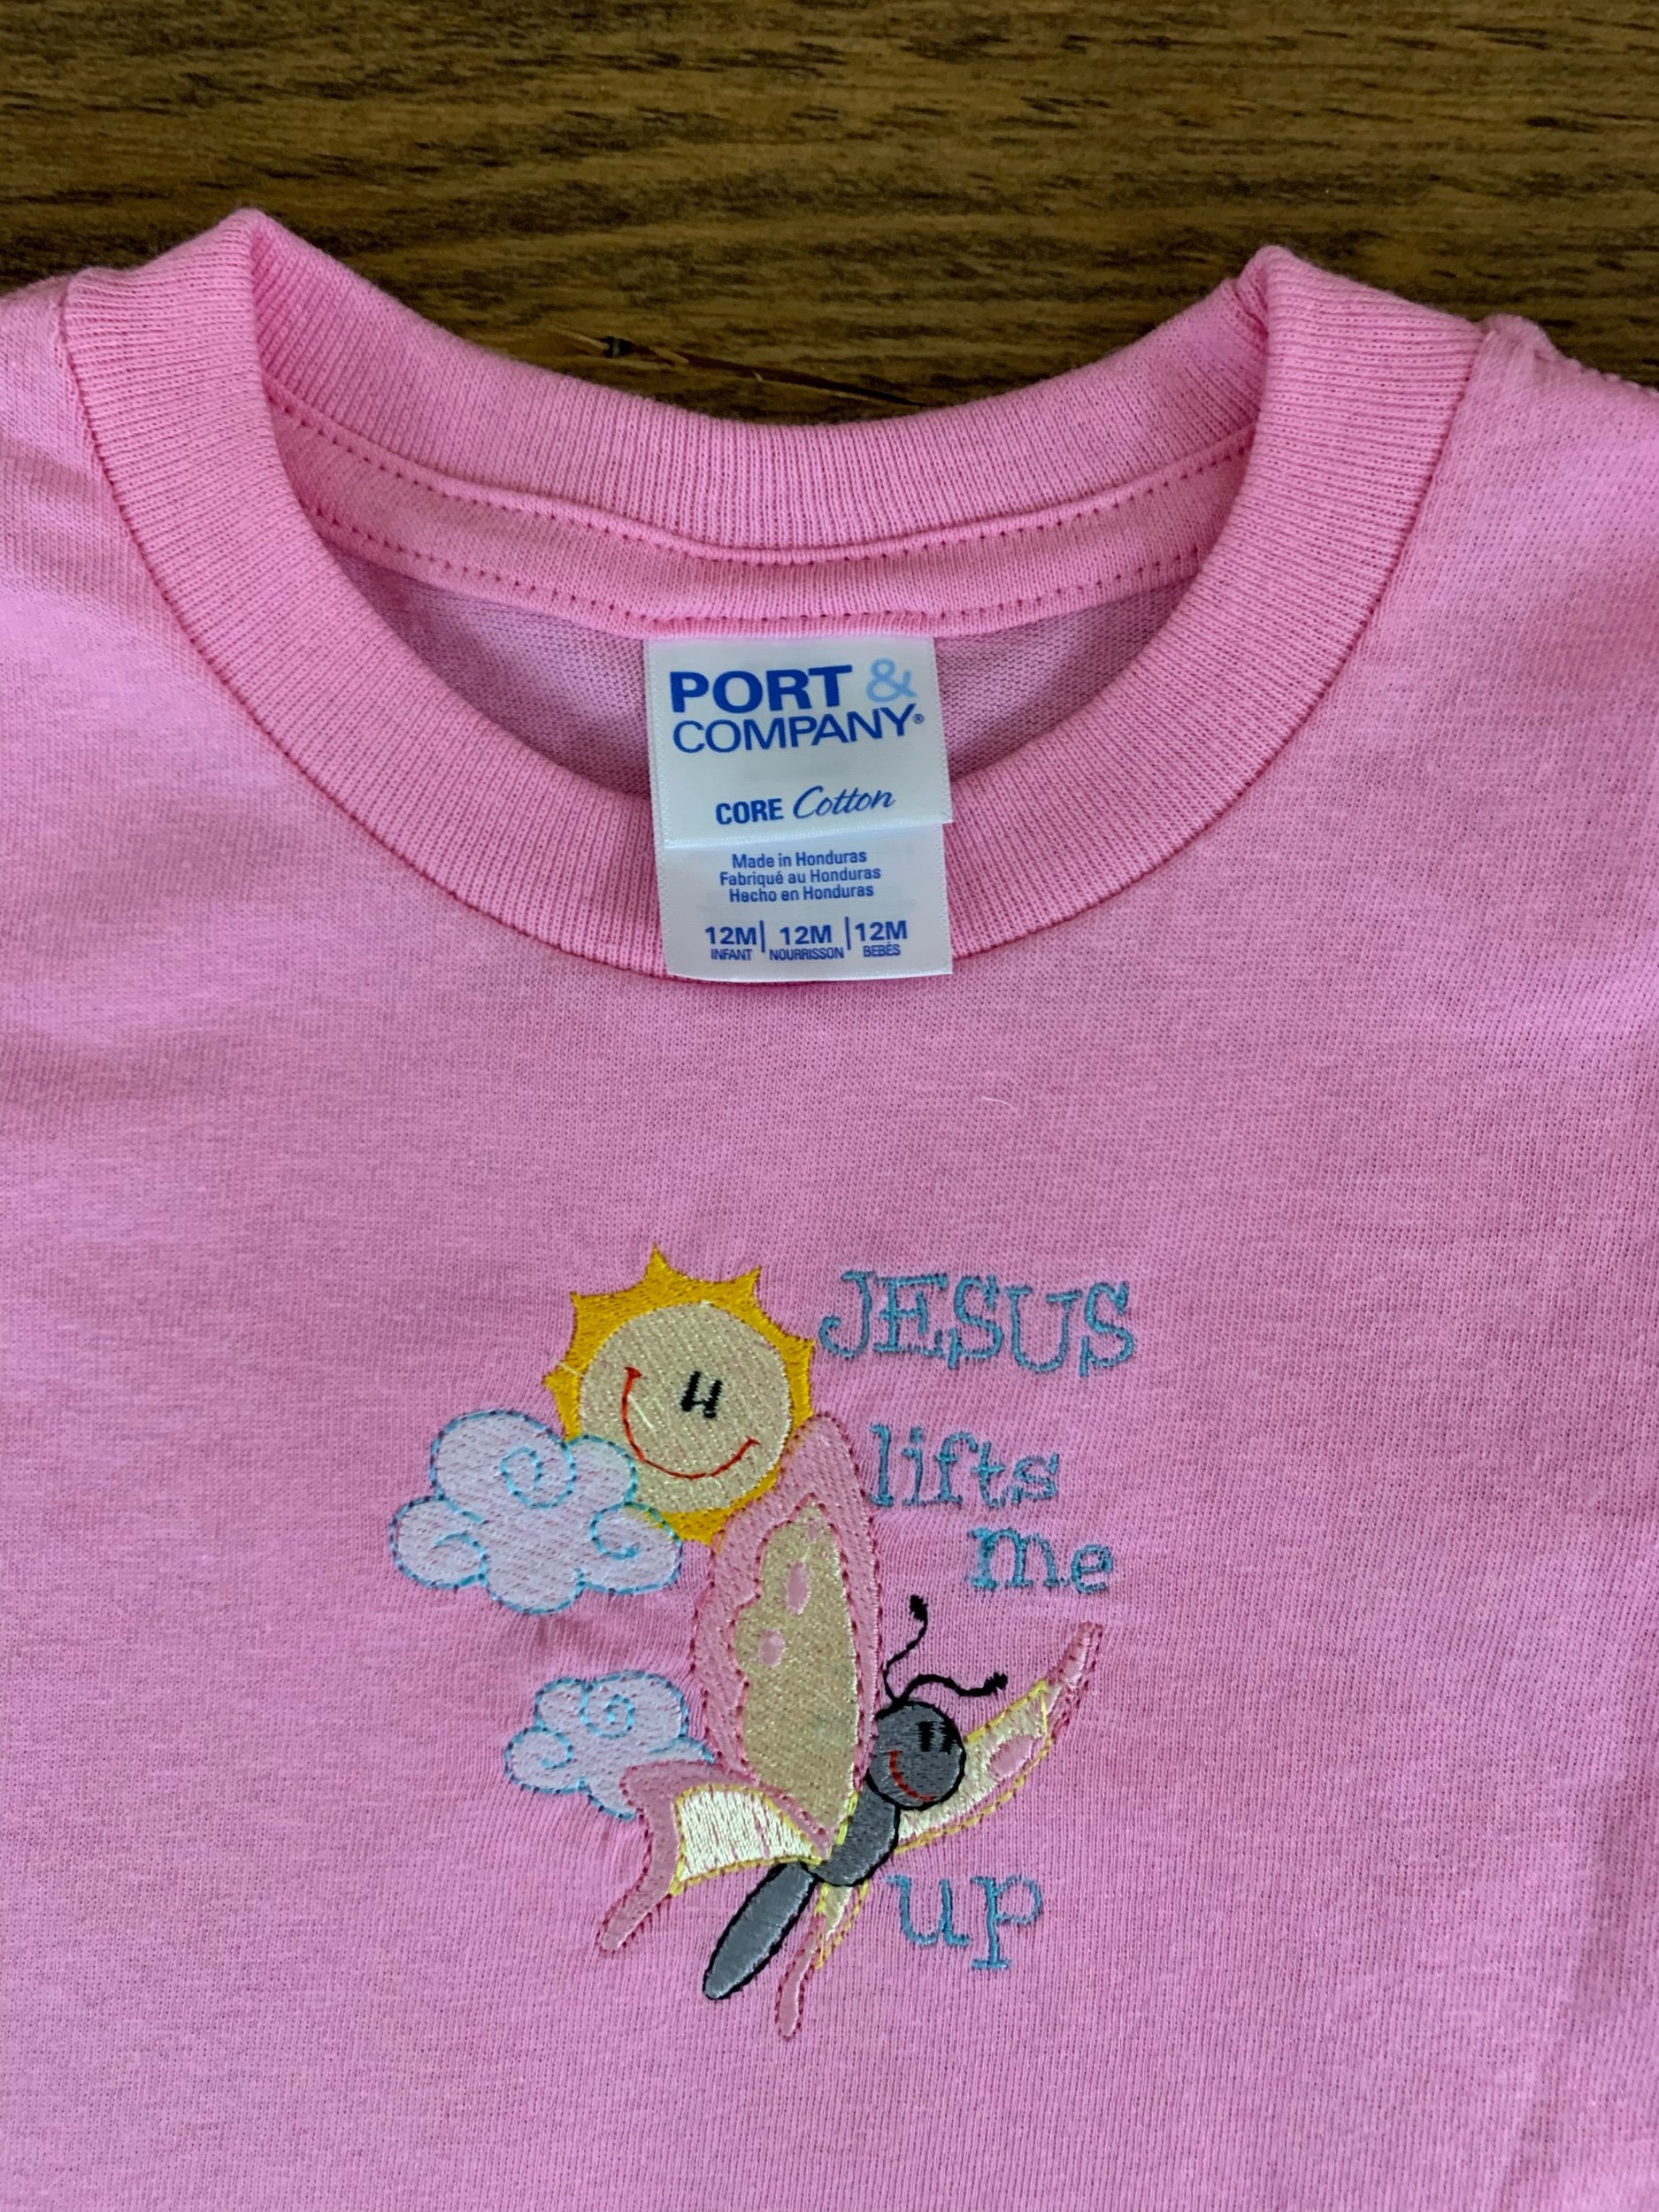 PORT &
COMPANY®
CORE Cotton
Made in Honduras
Fabriqué au Honduras
Hecho en Honduras
12M | 12M | 12M
INFANT NOURRISSON BEBÉS
JESUS
lifts
me
up